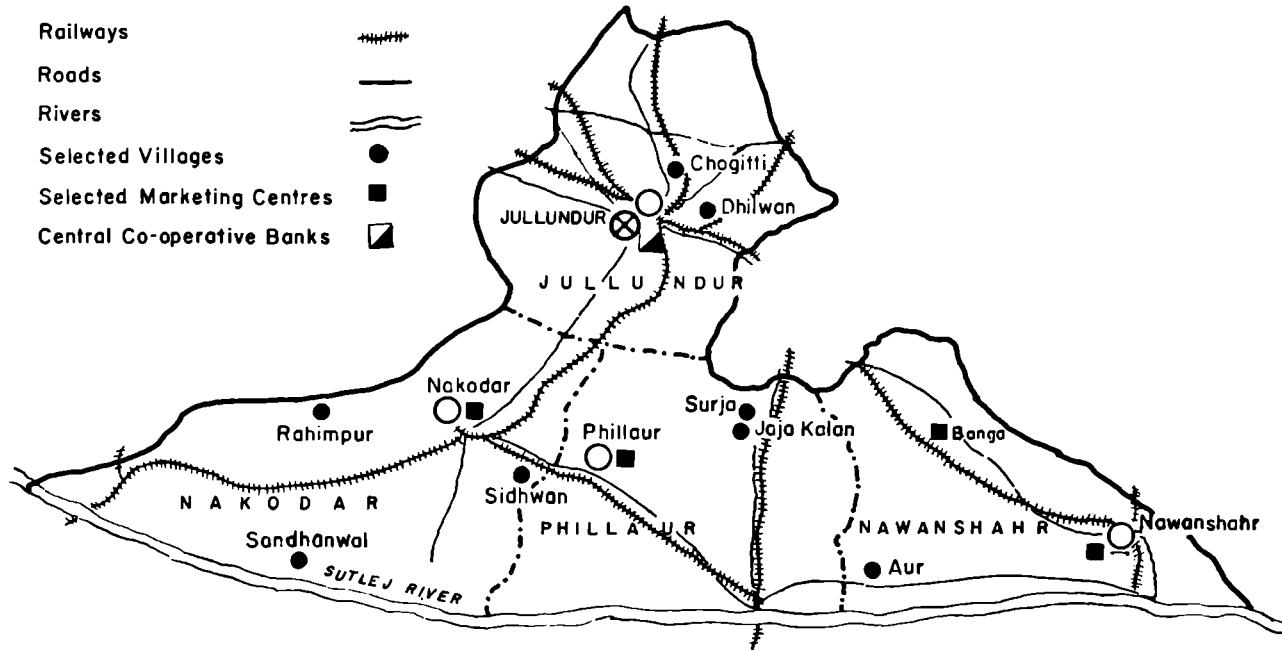 Railways
Roads
Rivers
Selected Villages
Selected Marketing Centres
Central Co-operative Banks
Chogitti
Dhilwan
JULLUNDUR
JULLUNDUR
Nakodar
Rahimpur
Surja
Jaja Kalan
Phillaur
Banga
Sidhwan
NAKODAR
PHILLAUR
NAWANSHAHR
Nawanshahr
Sandhanwal
Aur
SUTLEJ RIVER